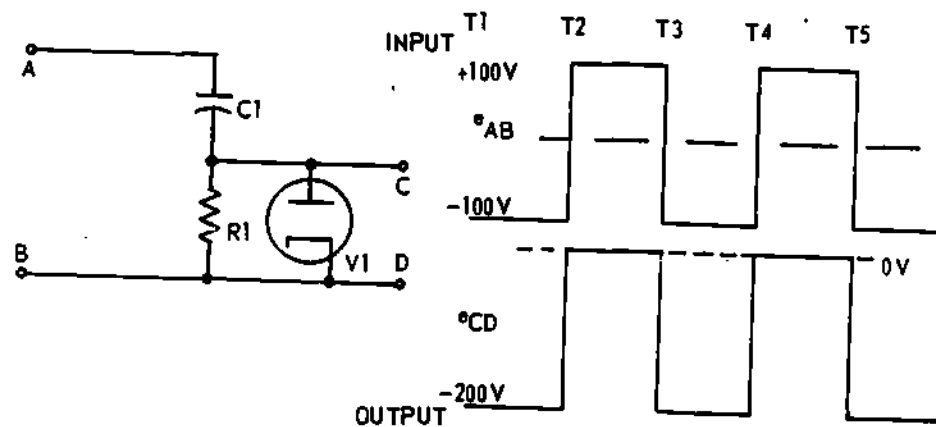 A
C1
C
R1
B
V1
D
INPUT
T1 T2 T3 T4 T5
+100V
eAB
-100V
0V
eCD
-200V
OUTPUT